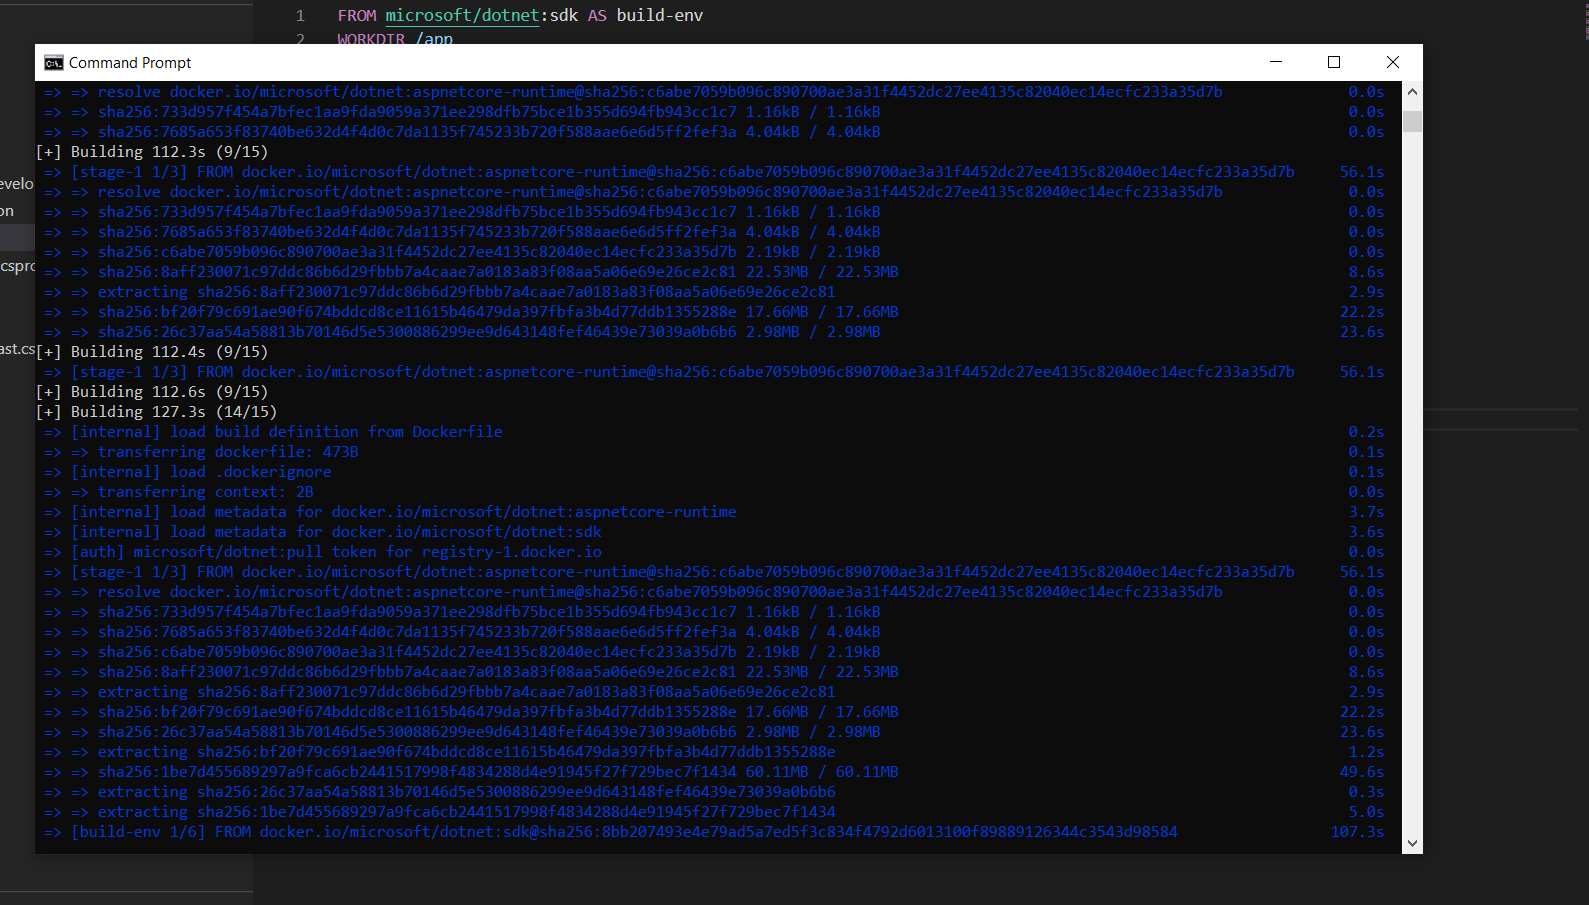 1 FROM microsoft/dotnet:sdk AS build-env
2 WORKDIR /app
Command Prompt
=> => resolve docker.io/microsoft/dotnet:aspnetcore-runtime@sha256:c6abe7059b096c890700ae3a31f4452dc27ee4135c82040ec14ecfc233a35d7b 0.0s
=> => sha256:733d957f454a7bfec1aa9fda9059a371ee298dfb75bce1b355d694fb943cc1c7 1.16kB / 1.16kB 0.0s
=> => sha256:7685a653f83740be632d4f4d0c7da1135f745233b720f588aae6e6d5ff2fef3a 4.04kB / 4.04kB 0.0s
[+] Building 112.3s (9/15)
=> [stage-1 1/3] FROM docker.io/microsoft/dotnet:aspnetcore-runtime@sha256:c6abe7059b096c890700ae3a31f4452dc27ee4135c82040ec14ecfc233a35d7b 56.1s
=> => resolve docker.io/microsoft/dotnet:aspnetcore-runtime@sha256:c6abe7059b096c890700ae3a31f4452dc27ee4135c82040ec14ecfc233a35d7b 0.0s
=> => sha256:733d957f454a7bfec1aa9fda9059a371ee298dfb75bce1b355d694fb943cc1c7 1.16kB / 1.16kB 0.0s
=> => sha256:7685a653f83740be632d4f4d0c7da1135f745233b720f588aae6e6d5ff2fef3a 4.04kB / 4.04kB 0.0s
=> => sha256:c6abe7059b096c890700ae3a31f4452dc27ee4135c82040ec14ecfc233a35d7b 2.19kB / 2.19kB 0.0s
=> => sha256:8aff230071c97ddc86b6d29fbbb7a4caae7a0183a83f08aa5a06e69e26ce2c81 22.53MB / 22.53MB 8.6s
=> => extracting sha256:8aff230071c97ddc86b6d29fbbb7a4caae7a0183a83f08aa5a06e69e26ce2c81 2.9s
=> => sha256:bf20f79c691ae90f674bddcd8ce11615b46479da397fbfa3b4d77ddb1355288e 17.66MB / 17.66MB 22.2s
=> => sha256:26c37aa54a58813b70146d5e5300886299ee9d643148fef46439e73039a0b6b6 2.98MB / 2.98MB 23.6s
[+] Building 112.4s (9/15)
=> [stage-1 1/3] FROM docker.io/microsoft/dotnet:aspnetcore-runtime@sha256:c6abe7059b096c890700ae3a31f4452dc27ee4135c82040ec14ecfc233a35d7b 56.1s
[+] Building 112.6s (9/15)
[+] Building 127.3s (14/15)
=> [internal] load build definition from Dockerfile 0.2s
=> => transferring dockerfile: 473B 0.1s
=> [internal] load .dockerignore 0.1s
=> => transferring context: 2B 0.0s
=> [internal] load metadata for docker.io/microsoft/dotnet:aspnetcore-runtime 3.7s
=> [internal] load metadata for docker.io/microsoft/dotnet:sdk 3.6s
=> [auth] microsoft/dotnet:pull token for registry-1.docker.io 0.0s
=> [stage-1 1/3] FROM docker.io/microsoft/dotnet:aspnetcore-runtime@sha256:c6abe7059b096c890700ae3a31f4452dc27ee4135c82040ec14ecfc233a35d7b 56.1s
=> => resolve docker.io/microsoft/dotnet:aspnetcore-runtime@sha256:c6abe7059b096c890700ae3a31f4452dc27ee4135c82040ec14ecfc233a35d7b 0.0s
=> => sha256:733d957f454a7bfec1aa9fda9059a371ee298dfb75bce1b355d694fb943cc1c7 1.16kB / 1.16kB 0.0s
=> => sha256:7685a653f83740be632d4f4d0c7da1135f745233b720f588aae6e6d5ff2fef3a 4.04kB / 4.04kB 0.0s
=> => sha256:c6abe7059b096c890700ae3a31f4452dc27ee4135c82040ec14ecfc233a35d7b 2.19kB / 2.19kB 0.0s
=> => sha256:8aff230071c97ddc86b6d29fbbb7a4caae7a0183a83f08aa5a06e69e26ce2c81 22.53MB / 22.53MB 8.6s
=> => extracting sha256:8aff230071c97ddc86b6d29fbbb7a4caae7a0183a83f08aa5a06e69e26ce2c81 2.9s
=> => sha256:bf20f79c691ae90f674bddcd8ce11615b46479da397fbfa3b4d77ddb1355288e 17.66MB / 17.66MB 22.2s
=> => sha256:26c37aa54a58813b70146d5e5300886299ee9d643148fef46439e73039a0b6b6 2.98MB / 2.98MB 23.6s
=> => extracting sha256:bf20f79c691ae90f674bddcd8ce11615b46479da397fbfa3b4d77ddb1355288e 1.2s
=> => sha256:1be7d455689297a9fca6cb2441517998f4834288d4e91945f27f729bec7f1434 60.11MB / 60.11MB 49.6s
=> => extracting sha256:26c37aa54a58813b70146d5e5300886299ee9d643148fef46439e73039a0b6b6 0.3s
=> => extracting sha256:1be7d455689297a9fca6cb2441517998f4834288d4e91945f27f729bec7f1434 5.0s
=> [build-env 1/6] FROM docker.io/microsoft/dotnet:sdk@sha256:8bb207493e4e79ad5a7ed5f3c834f4792d6013100f89889126344c3543d98584 107.3s
evelo
on
cspro
ast.cs